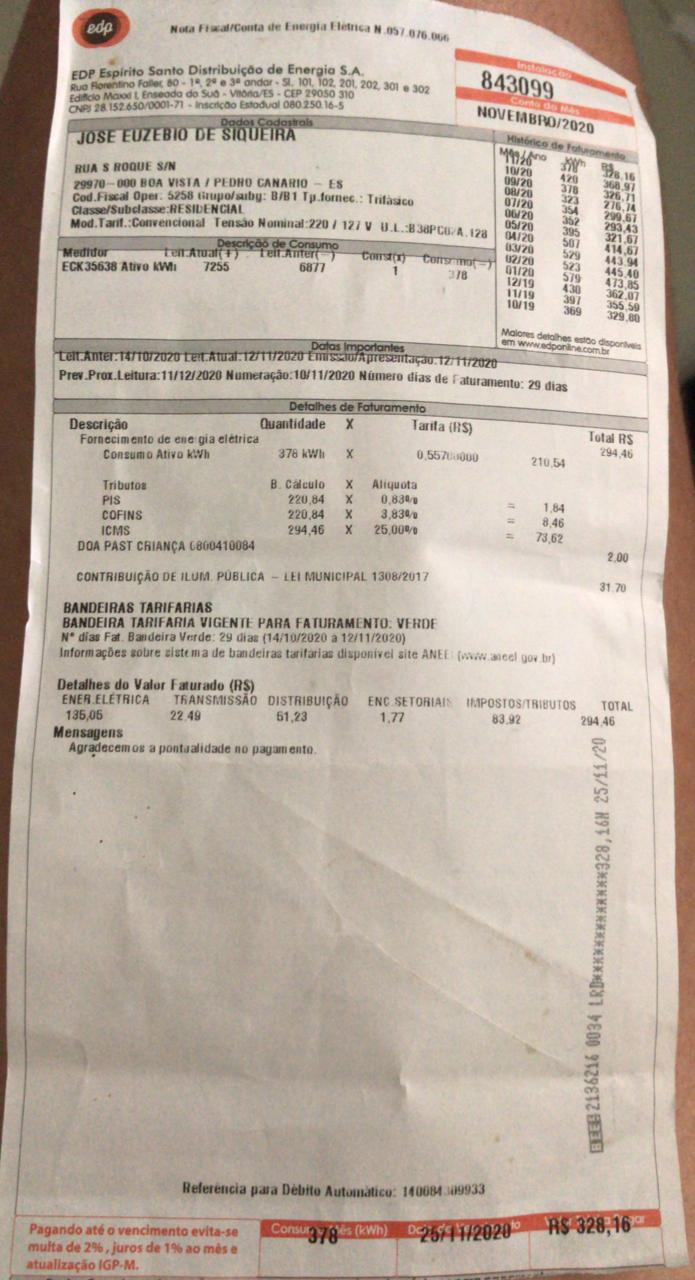 edp
Nota Fiscal/Conta de Energia Elétrica N.057.076.066
EDP Espírito Santo Distribuição de Energia S.A.
Rua Florentino Faller, 80 - 1º, 2º e 3º andar - SL. 101, 102, 201, 202, 301 e 302
Edifício Maxxi I, Enseada do Suá - Vitória/ES - CEP 29050 310
CNPJ 28.152.650/0001-71 - Inscrição Estadual 080.250.16-5
Instalação
843099
Conta do Mês
NOVEMBRO/2020
Dados Cadastrais
JOSE EUZEBIO DE SIQUEIRA
RUA S ROQUE S/N
29970-000 BOA VISTA / PEDRO CANARIO - ES
Cod.Fiscal Oper. 5258 Grupo/subg: B/B1 Tp.fornec.: Trifásico
Classe/Subclasse:RESIDENCIAL
Mod.Tarif.:Convencional Tensão Nominal:220 / 127 V U.L.:
Histórico de Faturamento
Mês/Ano kWh R$
11/20 378 328,16
10/20 420 368,97
09/20 378 326,71
08/20 323 276,74
07/20 354 299,67
06/20 352 293,43
05/20 395 321,67
04/20 507 414,67
03/20 529 443,94
02/20 523 445,40
01/20 579 473,85
12/19 430 362,07
11/19 397 355,59
10/19 369 329,80
Maiores detalhes estão disponíveis
em www.edponline.com.br
Descrição de Consumo
Medidor Leit.Atual(+) Leit.Anter(-) Const(x) Consumo(=)
ECK35638 Ativo kWh 7255 6877 1 378
Datas Importantes
Leit.Anter:14/10/2020 Leit.Atual:12/11/2020 Emissão/Apresentação:12/11/2020
Prev.Prox.Leitura:11/12/2020 Numeração:10/11/2020 Número dias de Faturamento: 29 dias
Detalhes de Faturamento
Descrição Quantidade X Tarifa (R$) Total R$
Fornecimento de energia elétrica 294,46
Consumo Ativo kWh 378 kWh X 0,55700000 210,54
Tributos B. Cálculo X Alíquota
PIS 220,84 0,83% = 1,84
COFINS 220,84 X 3,83% = 8,46
ICMS 294,46 X 25,00% = 73,62
DOA PAST CRIANÇA 0800410084 2,00
CONTRIBUIÇÃO DE ILUM. PÚBLICA - LEI MUNICIPAL 1308/2017 31,70
BANDEIRAS TARIFARIAS
BANDEIRA TARIFARIA VIGENTE PARA FATURAMENTO: VERDE
Nº dias Fat. Bandeira Verde: 29 dias (14/10/2020 à 12/11/2020)
Informações sobre sistema de bandeiras tarifárias disponível site ANEEL (www.aneel.gov.br)
Detalhes do Valor Faturado (R$)
ENER.ELÉTRICA TRANSMISSÃO DISTRIBUIÇÃO ENC.SETORIAIS IMPOSTOS/TRIBUTOS TOTAL
135,05 22,49 51,23 1,77 83,92 294,46
Mensagens
Agradecemos a pontualidade no pagamento.
2136216 0034 328,16N 25/11/20
Referência para Débito Automático:
Pagando até o vencimento evita-se
multa de 2%, juros de 1% ao mês e
atualização IGP-M.
Consumo Mês (kWh)
378
25/11/2020
R$ 328,16